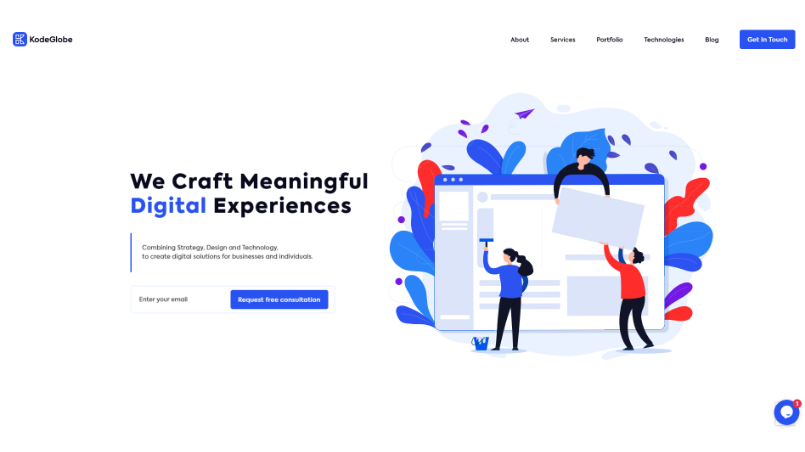 KodeGlobe
About
Services
Portfolio
Technologies
Blog
Get In Touch
We Craft Meaningful
Digital Experiences
Combining Strategy, Design and Technology,
to create digital solutions for businesses and individuals.
Enter your email
Request free consultation
1